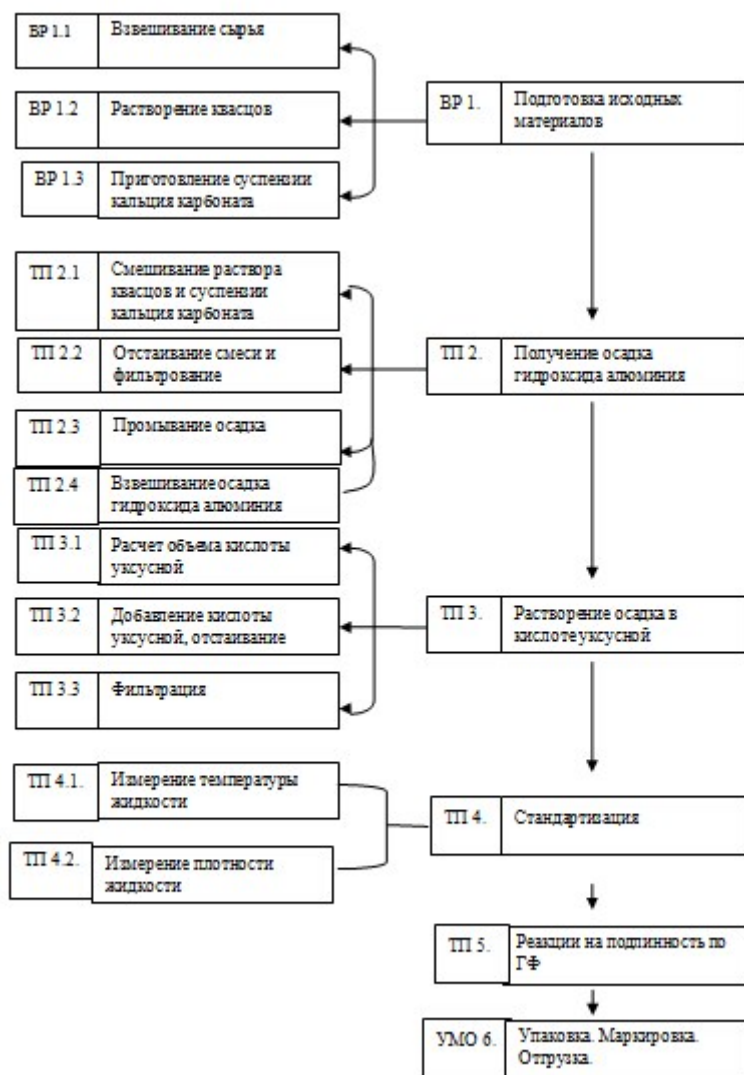 ВР 1.1
Взвешивание сырья
ВР 1.2
Растворение квасцов
ВР 1.3
Приготовление суспензии
кальция карбоната
ВР 1.
Подготовка исходных
материалов
ТП 2.1
Смешивание раствора
квасцов и суспензии
кальция карбоната
ТП 2.2
Отстаивание смеси и
фильтрование
ТП 2.3
Промывание осадка
ТП 2.4
Взвешивание осадка
гидроксида алюминия
ТП 2.
Получение осадка
гидроксида алюминия
ТП 3.1
Расчет объема кислоты
уксусной
ТП 3.2
Добавление кислоты
уксусной, отстаивание
ТП 3.3
Фильтрация
ТП 3.
Растворение осадка в
кислоте уксусной
ТП 4.1.
Измерение температуры
жидкости
ТП 4.2.
Измерение плотности
жидкости
ТП 4.
Стандартизация
ТП 5.
Реакции на подлинность по
ГФ
УМО 6.
Упаковка. Маркировка.
Отгрузка.